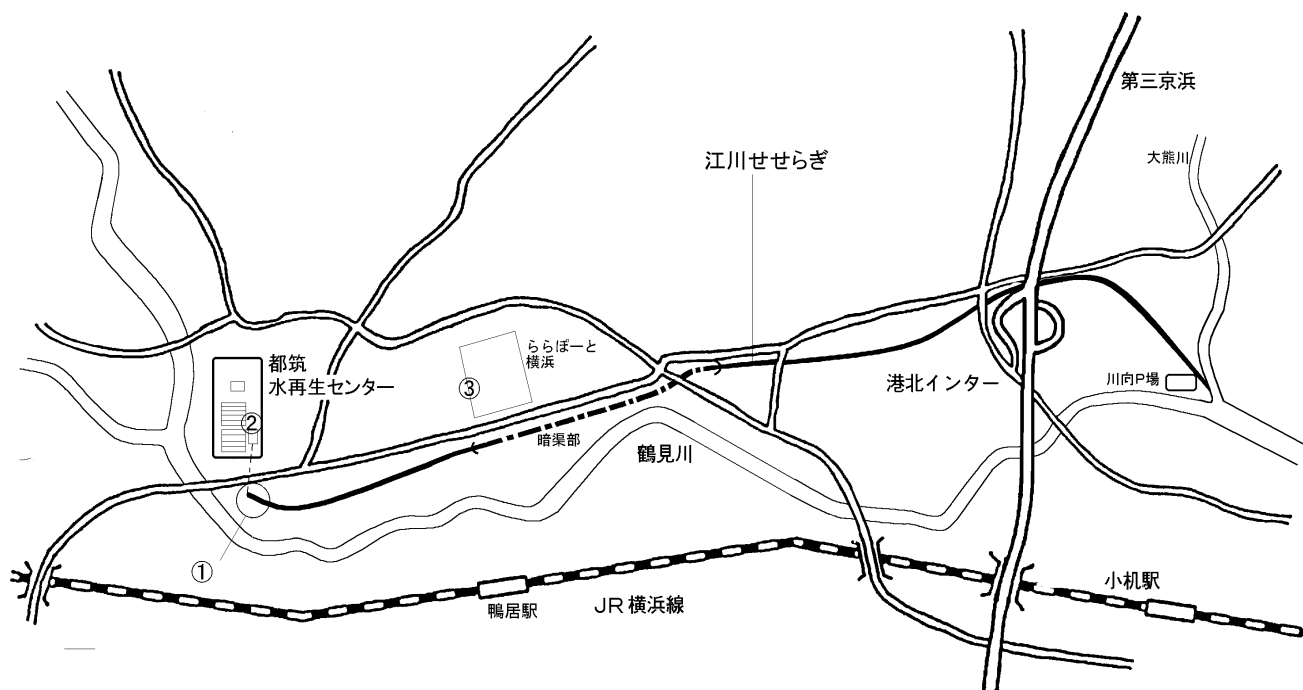 第三京浜
大熊川
江川せせらぎ
ららぽーと
横浜
都筑
水再生センター
③
②
港北インター
川向P場
暗渠部
鶴見川
①
小机駅
鴨居駅
JR横浜線